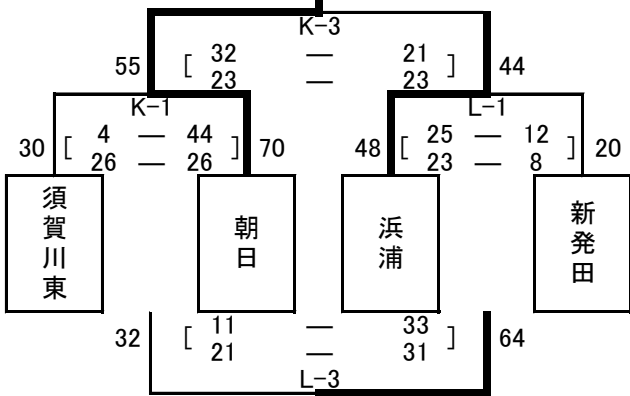 K-3
55 [ 32 — 21 ] 44
23 — 23
K-1 L-1
30 [ 4 — 44 ] 70 48 [ 25 — 12 ] 20
26 — 26 23 — 8
須賀川東 朝日 浜浦 新発田
32 [ 11 — 33 ] 64
21 — 31
L-3